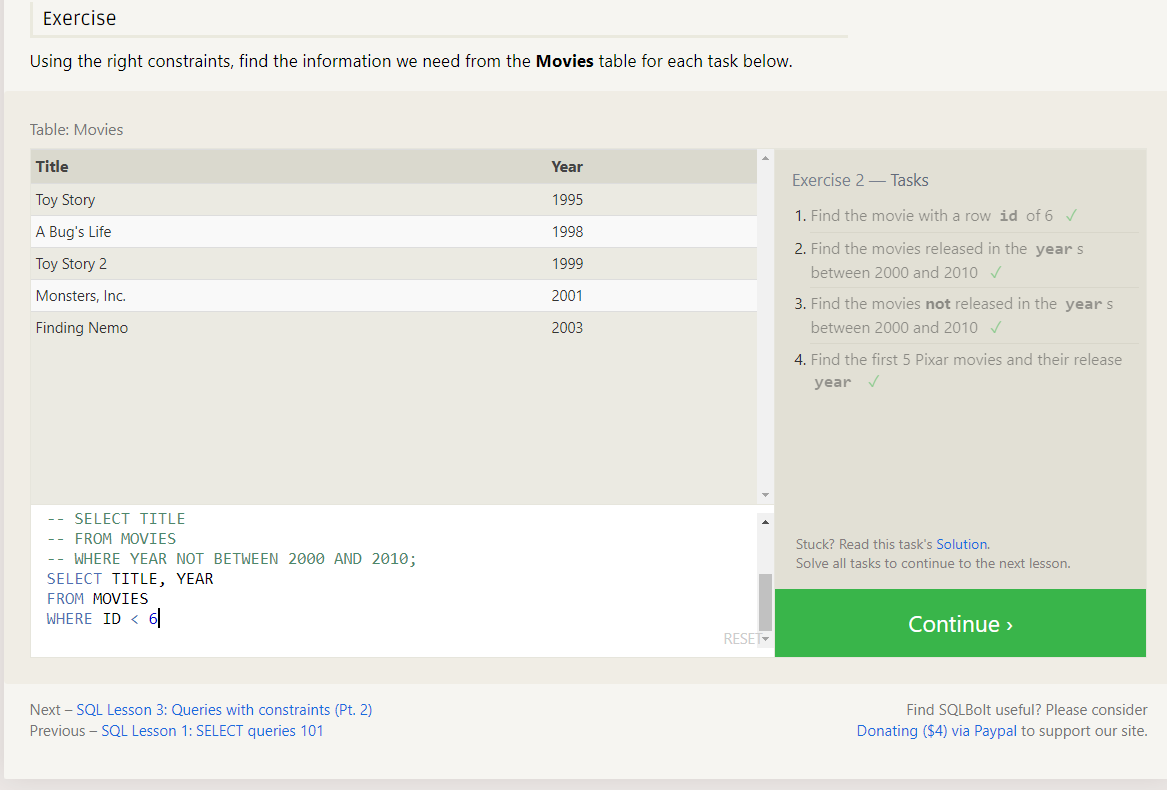 Exercise
Using the right constraints, find the information we need from the Movies table for each task below.
Table: Movies
Title Year
Toy Story 1995
A Bug's Life 1998
Toy Story 2 1999
Monsters, Inc. 2001
Finding Nemo 2003
-- SELECT TITLE
-- FROM MOVIES
-- WHERE YEAR NOT BETWEEN 2000 AND 2010;
SELECT TITLE, YEAR
FROM MOVIES
WHERE ID < 6
RESET
Exercise 2 — Tasks
1. Find the movie with a row id of 6 ✓
2. Find the movies released in the year s
between 2000 and 2010 ✓
3. Find the movies not released in the year s
between 2000 and 2010 ✓
4. Find the first 5 Pixar movies and their release
year ✓
Stuck? Read this task's Solution.
Solve all tasks to continue to the next lesson.
Continue ›
Next – SQL Lesson 3: Queries with constraints (Pt. 2)
Previous – SQL Lesson 1: SELECT queries 101
Find SQLBolt useful? Please consider
Donating ($4) via Paypal to support our site.